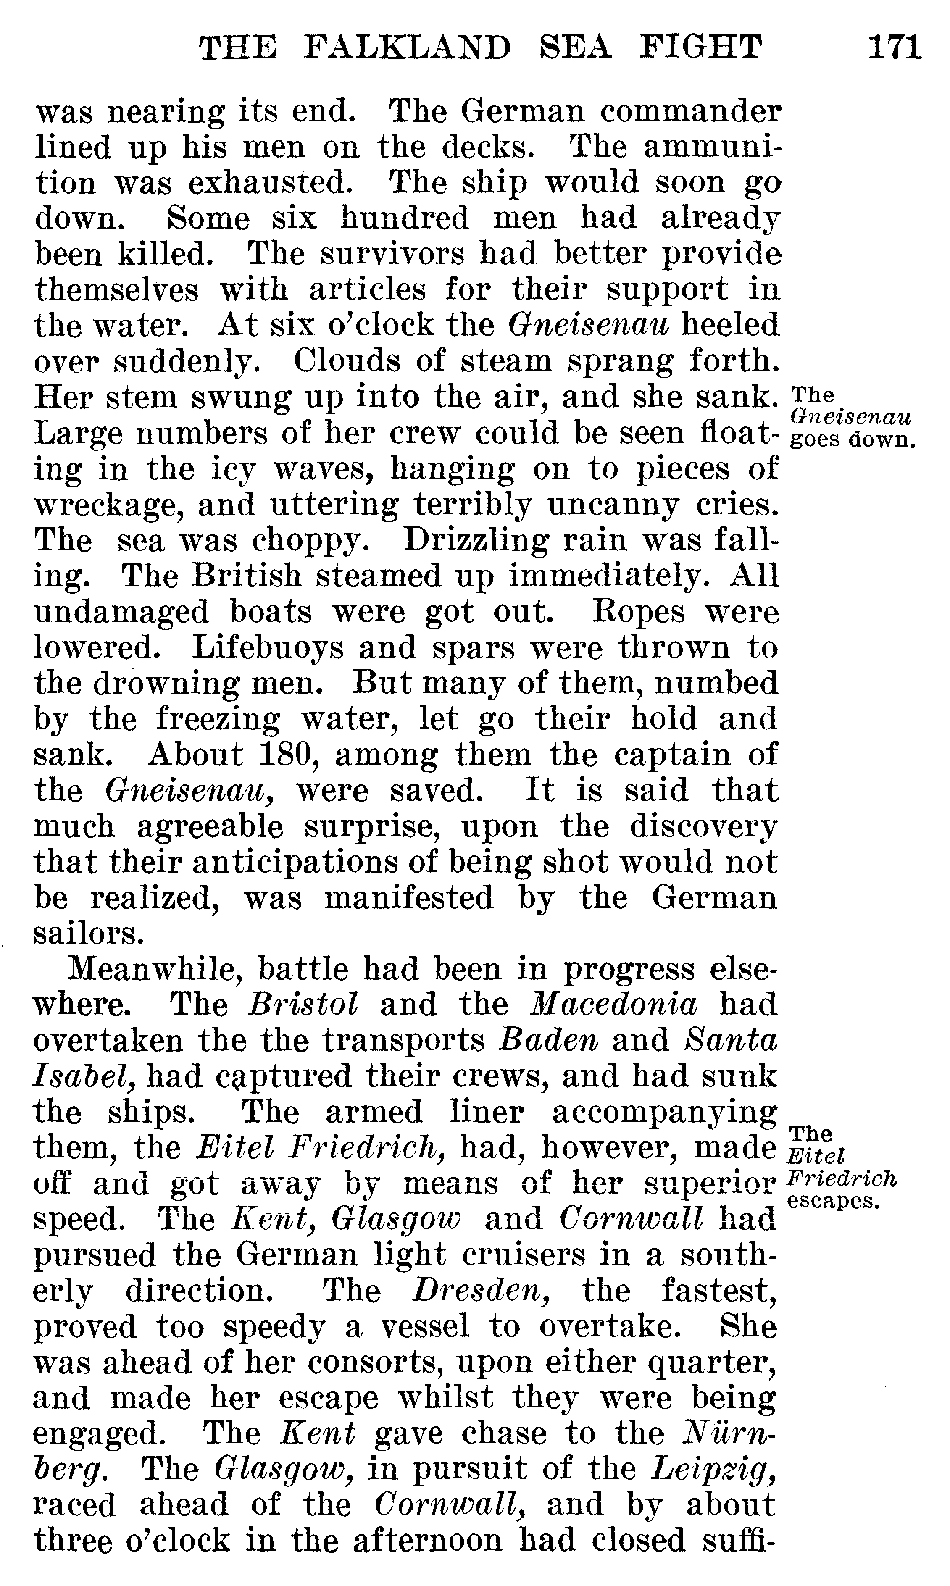 THE FALKLAND SEA FIGHT 171
was nearing its end. The German commander
lined up his men on the decks. The ammuni-
tion was exhausted. The ship would soon go
down. Some six hundred men had already
been killed. The survivors had better provide
themselves with articles for their support in
the water. At six o'clock the Gneisenau heeled
over suddenly. Clouds of steam sprang forth.
Her stem swung up into the air, and she sank.
Large numbers of her crew could be seen float-
ing in the icy waves, hanging on to pieces of
wreckage, and uttering terribly uncanny cries.
The sea was choppy. Drizzling rain was fall-
ing. The British steamed up immediately. All
undamaged boats were got out. Ropes were
lowered. Lifebuoys and spars were thrown to
the drowning men. But many of them, numbed
by the freezing water, let go their hold and
sank. About 180, among them the captain of
the Gneisenau, were saved. It is said that
much agreeable surprise, upon the discovery
that their anticipations of being shot would not
be realized, was manifested by the German
sailors.
The
Gneisenau
goes down.
Meanwhile, battle had been in progress else-
where. The Bristol and the Macedonia had
overtaken the the transports Baden and Santa
Isabel, had captured their crews, and had sunk
the ships. The armed liner accompanying
them, the Eitel Friedrich, had, however, made
off and got away by means of her superior
speed. The Kent, Glasgow and Cornwall had
pursued the German light cruisers in a south-
erly direction. The Dresden, the fastest,
proved too speedy a vessel to overtake. She
was ahead of her consorts, upon either quarter,
and made her escape whilst they were being
engaged. The Kent gave chase to the Nürn-
berg. The Glasgow, in pursuit of the Leipzig,
raced ahead of the Cornwall, and by about
three o'clock in the afternoon had closed suffi-
The
Eitel
Friedrich
escapes.